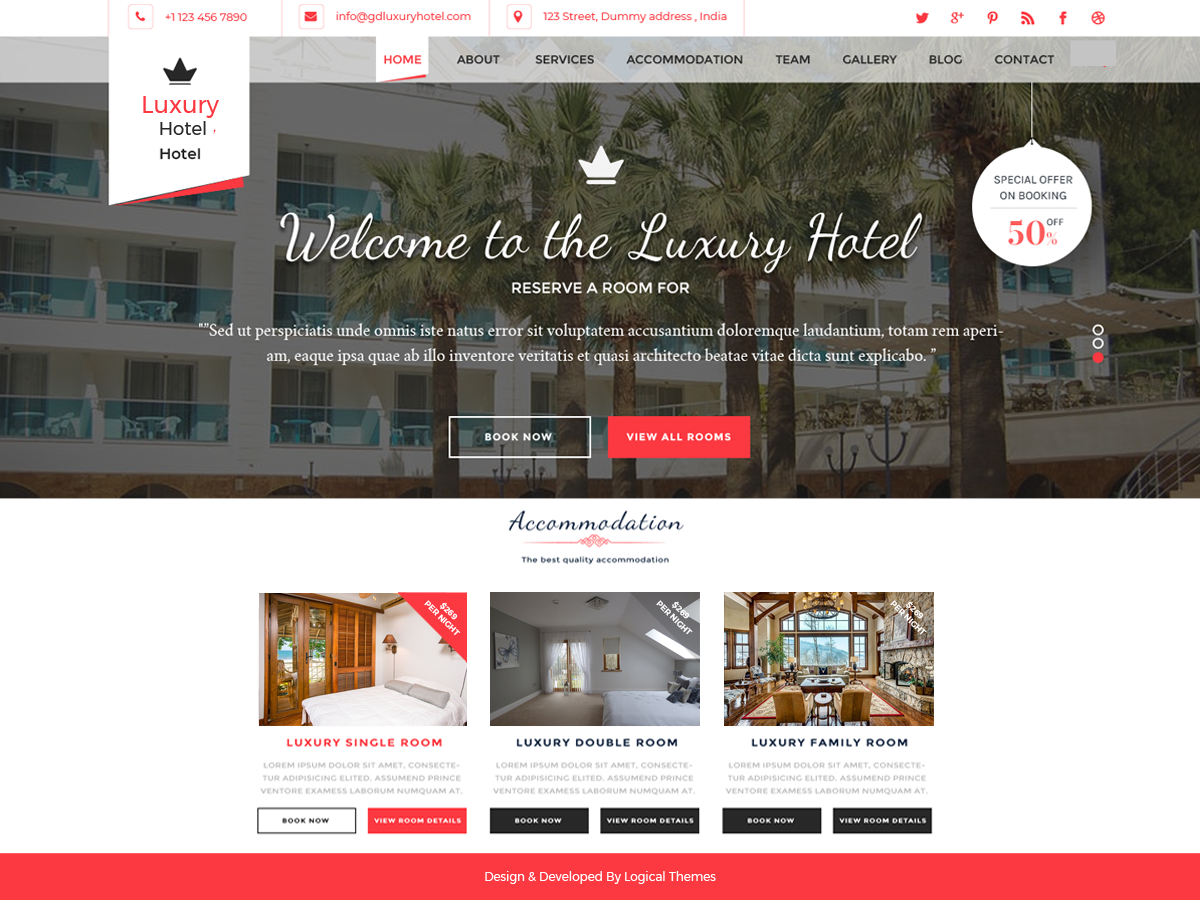 +1 123 456 7890
info@gdluxuryhotel.com
123 Street, Dummy address , India
Luxury
Hotel ,
Hotel
HOME ABOUT SERVICES ACCOMMODATION TEAM GALLERY BLOG CONTACT
SPECIAL OFFER
ON BOOKING
50% OFF
Welcome to the Luxury Hotel
RESERVE A ROOM FOR
"”Sed ut perspiciatis unde omnis iste natus error sit voluptatem accusantium doloremque laudantium, totam rem aperi-
am, eaque ipsa quae ab illo inventore veritatis et quasi architecto beatae vitae dicta sunt explicabo. ”
BOOK NOW
VIEW ALL ROOMS
Accommodation
The best quality accommodation
$269
PER NIGHT
LUXURY SINGLE ROOM
LOREM IPSUM DOLOR SIT AMET, CONSECTE-
TUR ADIPISICING ELITED. ASSUMEND PRINCE
VENTORE EXAMESS LABORUM NUMQUAM AT.
BOOK NOW
VIEW ROOM DETAILS
$269
PER NIGHT
LUXURY DOUBLE ROOM
LOREM IPSUM DOLOR SIT AMET, CONSECTE-
TUR ADIPISICING ELITED. ASSUMEND PRINCE
VENTORE EXAMESS LABORUM NUMQUAM AT.
BOOK NOW
VIEW ROOM DETAILS
$269
PER NIGHT
LUXURY FAMILY ROOM
LOREM IPSUM DOLOR SIT AMET, CONSECTE-
TUR ADIPISICING ELITED. ASSUMEND PRINCE
VENTORE EXAMESS LABORUM NUMQUAM AT.
BOOK NOW
VIEW ROOM DETAILS
Design & Developed By Logical Themes